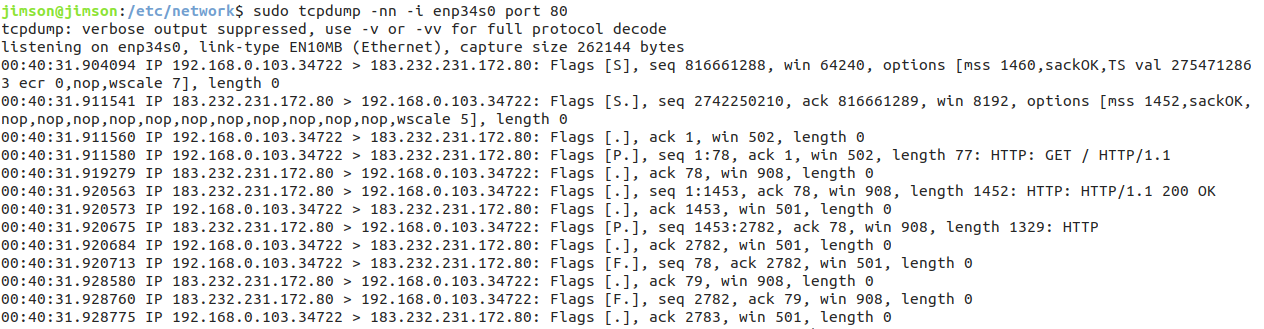 jimson@jimson:/etc/network$ sudo tcpdump -nn -i enp34s0 port 80
tcpdump: verbose output suppressed, use -v or -vv for full protocol decode
listening on enp34s0, link-type EN10MB (Ethernet), capture size 262144 bytes
00:40:31.904094 IP 192.168.0.103.34722 > 183.232.231.172.80: Flags [S], seq 816661288, win 64240, options [mss 1460,sackOK,TS val 275471286
3 ecr 0,nop,wscale 7], length 0
00:40:31.911541 IP 183.232.231.172.80 > 192.168.0.103.34722: Flags [S.], seq 2742250210, ack 816661289, win 8192, options [mss 1452,sackOK,
nop,nop,nop,nop,nop,nop,nop,nop,nop,nop,nop,wscale 5], length 0
00:40:31.911560 IP 192.168.0.103.34722 > 183.232.231.172.80: Flags [.], ack 1, win 502, length 0
00:40:31.911580 IP 192.168.0.103.34722 > 183.232.231.172.80: Flags [P.], seq 1:78, ack 1, win 502, length 77: HTTP: GET / HTTP/1.1
00:40:31.919279 IP 183.232.231.172.80 > 192.168.0.103.34722: Flags [.], ack 78, win 908, length 0
00:40:31.920563 IP 183.232.231.172.80 > 192.168.0.103.34722: Flags [.], seq 1:1453, ack 78, win 908, length 1452: HTTP: HTTP/1.1 200 OK
00:40:31.920573 IP 192.168.0.103.34722 > 183.232.231.172.80: Flags [.], ack 1453, win 501, length 0
00:40:31.920675 IP 183.232.231.172.80 > 192.168.0.103.34722: Flags [P.], seq 1453:2782, ack 78, win 908, length 1329: HTTP
00:40:31.920684 IP 192.168.0.103.34722 > 183.232.231.172.80: Flags [.], ack 2782, win 501, length 0
00:40:31.920713 IP 192.168.0.103.34722 > 183.232.231.172.80: Flags [F.], seq 78, ack 2782, win 501, length 0
00:40:31.928580 IP 183.232.231.172.80 > 192.168.0.103.34722: Flags [.], ack 79, win 908, length 0
00:40:31.928760 IP 183.232.231.172.80 > 192.168.0.103.34722: Flags [F.], seq 2782, ack 79, win 908, length 0
00:40:31.928775 IP 192.168.0.103.34722 > 183.232.231.172.80: Flags [.], ack 2783, win 501, length 0